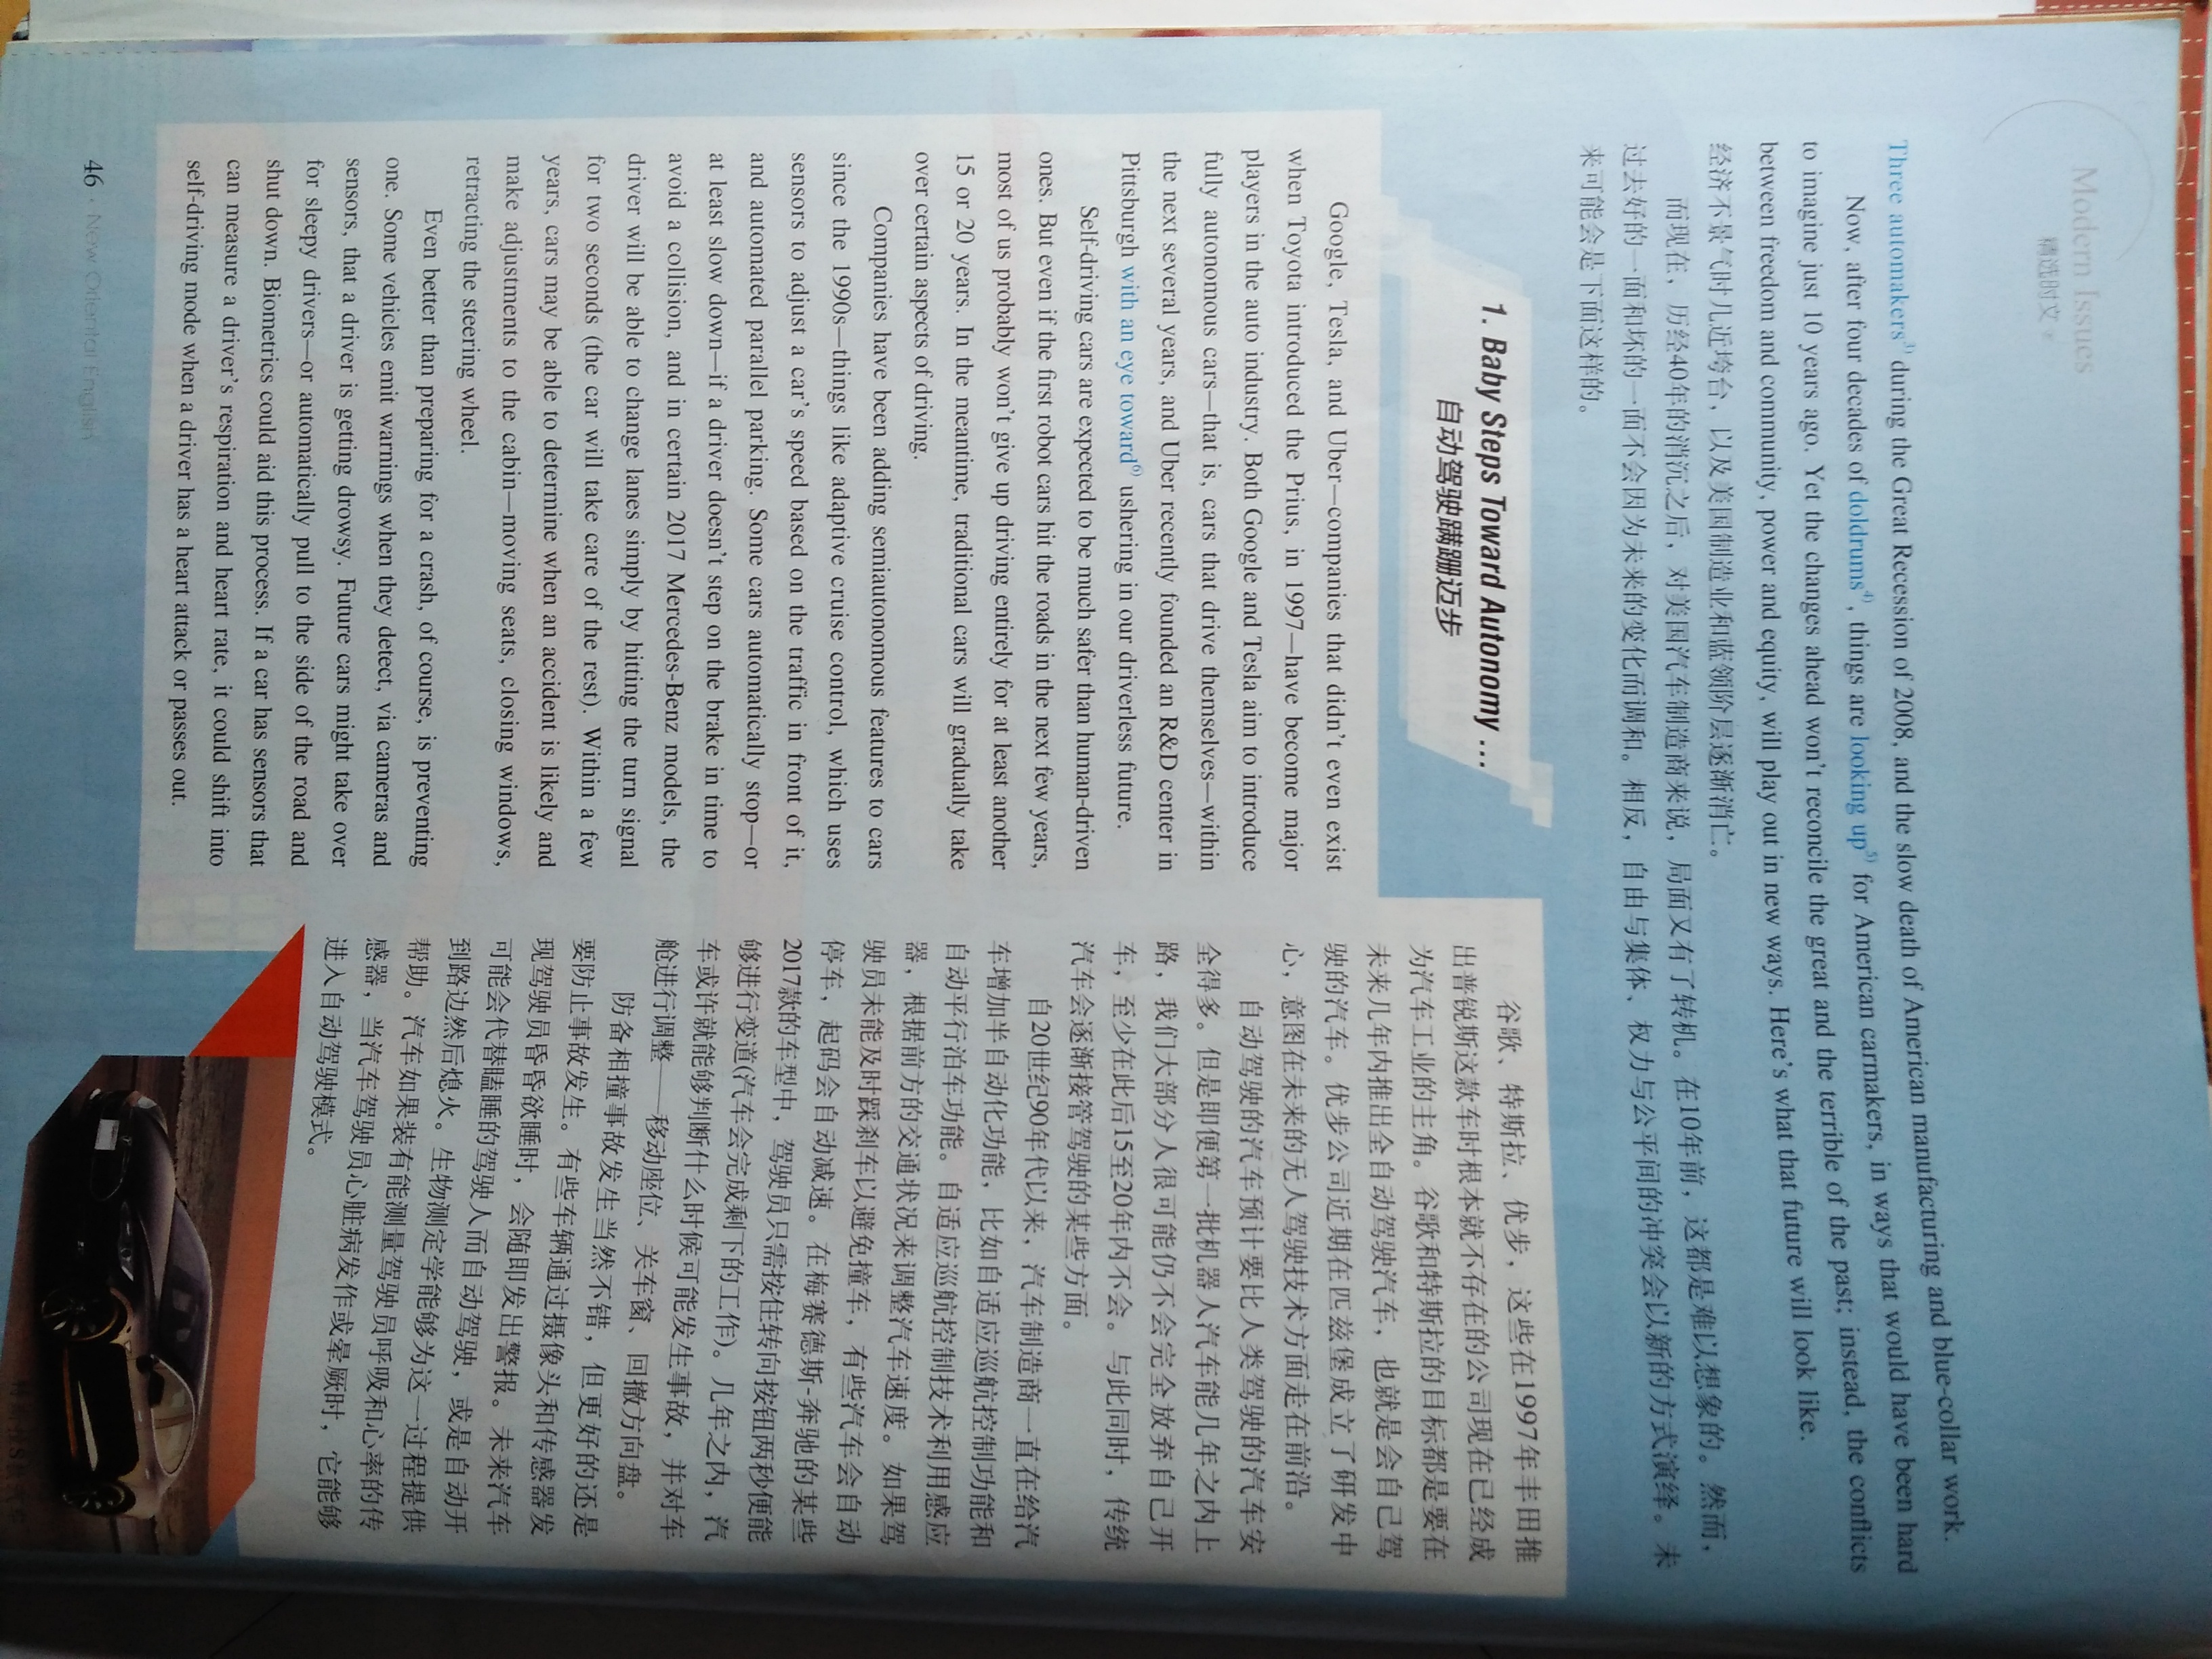 Modern Issues
精选时文
Three automakers³⁾ during the Great Recession of 2008, and the slow death of American manufacturing and blue-collar work.
Now, after four decades of doldrums⁴⁾, things are looking up⁵⁾ for American carmakers, in ways that would have been hard
to imagine just 10 years ago. Yet the changes ahead won't reconcile the great and the terrible of the past; instead, the conflicts
between freedom and community, power and equity, will play out in new ways. Here's what that future will look like.
经济不景气时几近垮台，以及美国制造业和蓝领阶层逐渐消亡。
而现在，历经40年的消沉之后，对美国汽车制造商来说，局面又有了转机。在10年前，这都是难以想象的。然而，
过去好的一面和坏的一面不会因为未来的变化而调和。相反，自由与集体、权力与公平间的冲突会以新的方式演绎。未
来可能会是下面这样的。
1. Baby Steps Toward Autonomy ...
自动驾驶蹒跚迈步
Google, Tesla, and Uber—companies that didn't even exist
when Toyota introduced the Prius, in 1997—have become major
players in the auto industry. Both Google and Tesla aim to introduce
fully autonomous cars—that is, cars that drive themselves—within
the next several years, and Uber recently founded an R&D center in
Pittsburgh with an eye toward⁶⁾ ushering in our driverless future.
Self-driving cars are expected to be much safer than human-driven
ones. But even if the first robot cars hit the roads in the next few years,
most of us probably won't give up driving entirely for at least another
15 or 20 years. In the meantime, traditional cars will gradually take
over certain aspects of driving.
Companies have been adding semiautonomous features to cars
since the 1990s—things like adaptive cruise control, which uses
sensors to adjust a car's speed based on the traffic in front of it,
and automated parallel parking. Some cars automatically stop—or
at least slow down—if a driver doesn't step on the brake in time to
avoid a collision, and in certain 2017 Mercedes-Benz models, the
driver will be able to change lanes simply by hitting the turn signal
for two seconds (the car will take care of the rest). Within a few
years, cars may be able to determine when an accident is likely and
make adjustments to the cabin—moving seats, closing windows,
retracting the steering wheel.
Even better than preparing for a crash, of course, is preventing
one. Some vehicles emit warnings when they detect, via cameras and
sensors, that a driver is getting drowsy. Future cars might take over
for sleepy drivers—or automatically pull to the side of the road and
shut down. Biometrics could aid this process. If a car has sensors that
can measure a driver's respiration and heart rate, it could shift into
self-driving mode when a driver has a heart attack or passes out.
谷歌、特斯拉、优步，这些在1997年丰田推
出普锐斯这款车时根本就不存在的公司现在已经成
为汽车工业的主角。谷歌和特斯拉的目标都是要在
未来几年内推出全自动驾驶汽车，也就是会自己驾
驶的汽车。优步公司近期在匹兹堡成立了研发中
心，意图在未来的无人驾驶技术方面走在前沿。
自动驾驶的汽车预计要比人类驾驶的汽车安
全得多。但是即便第一批机器人汽车能几年之内上
路，我们大部分人很可能仍不会完全放弃自己开
车，至少在此后15至20年内不会。与此同时，传统
汽车会逐渐接管驾驶的某些方面。
自20世纪90年代以来，汽车制造商一直在给汽
车增加半自动化功能，比如自适应巡航控制功能和
自动平行泊车功能。自适应巡航控制技术利用感应
器，根据前方的交通状况来调整汽车速度。如果驾
驶员未能及时踩刹车以避免撞车，有些汽车会自动
停车，起码会自动减速。在梅赛德斯-奔驰的某些
2017款的车型中，驾驶员只需按住转向按钮两秒便能
够进行变道(汽车会完成剩下的工作)。几年之内，汽
车或许就能够判断什么时候可能发生事故，并对车
舱进行调整——移动座位、关车窗、回撤方向盘。
防备相撞事故发生当然不错，但更好的还是
要防止事故发生。有些车辆通过摄像头和传感器发
现驾驶员昏昏欲睡时，会随即发出警报。未来汽车
可能会代替瞌睡的驾驶人而自动驾驶，或是自动开
到路边然后熄火。生物测定学能够为这一过程提供
帮助。汽车如果装有能测量驾驶员呼吸和心率的传
感器，当汽车驾驶员心脏病发作或晕厥时，它能够
进入自动驾驶模式。
46 · New Oriental English